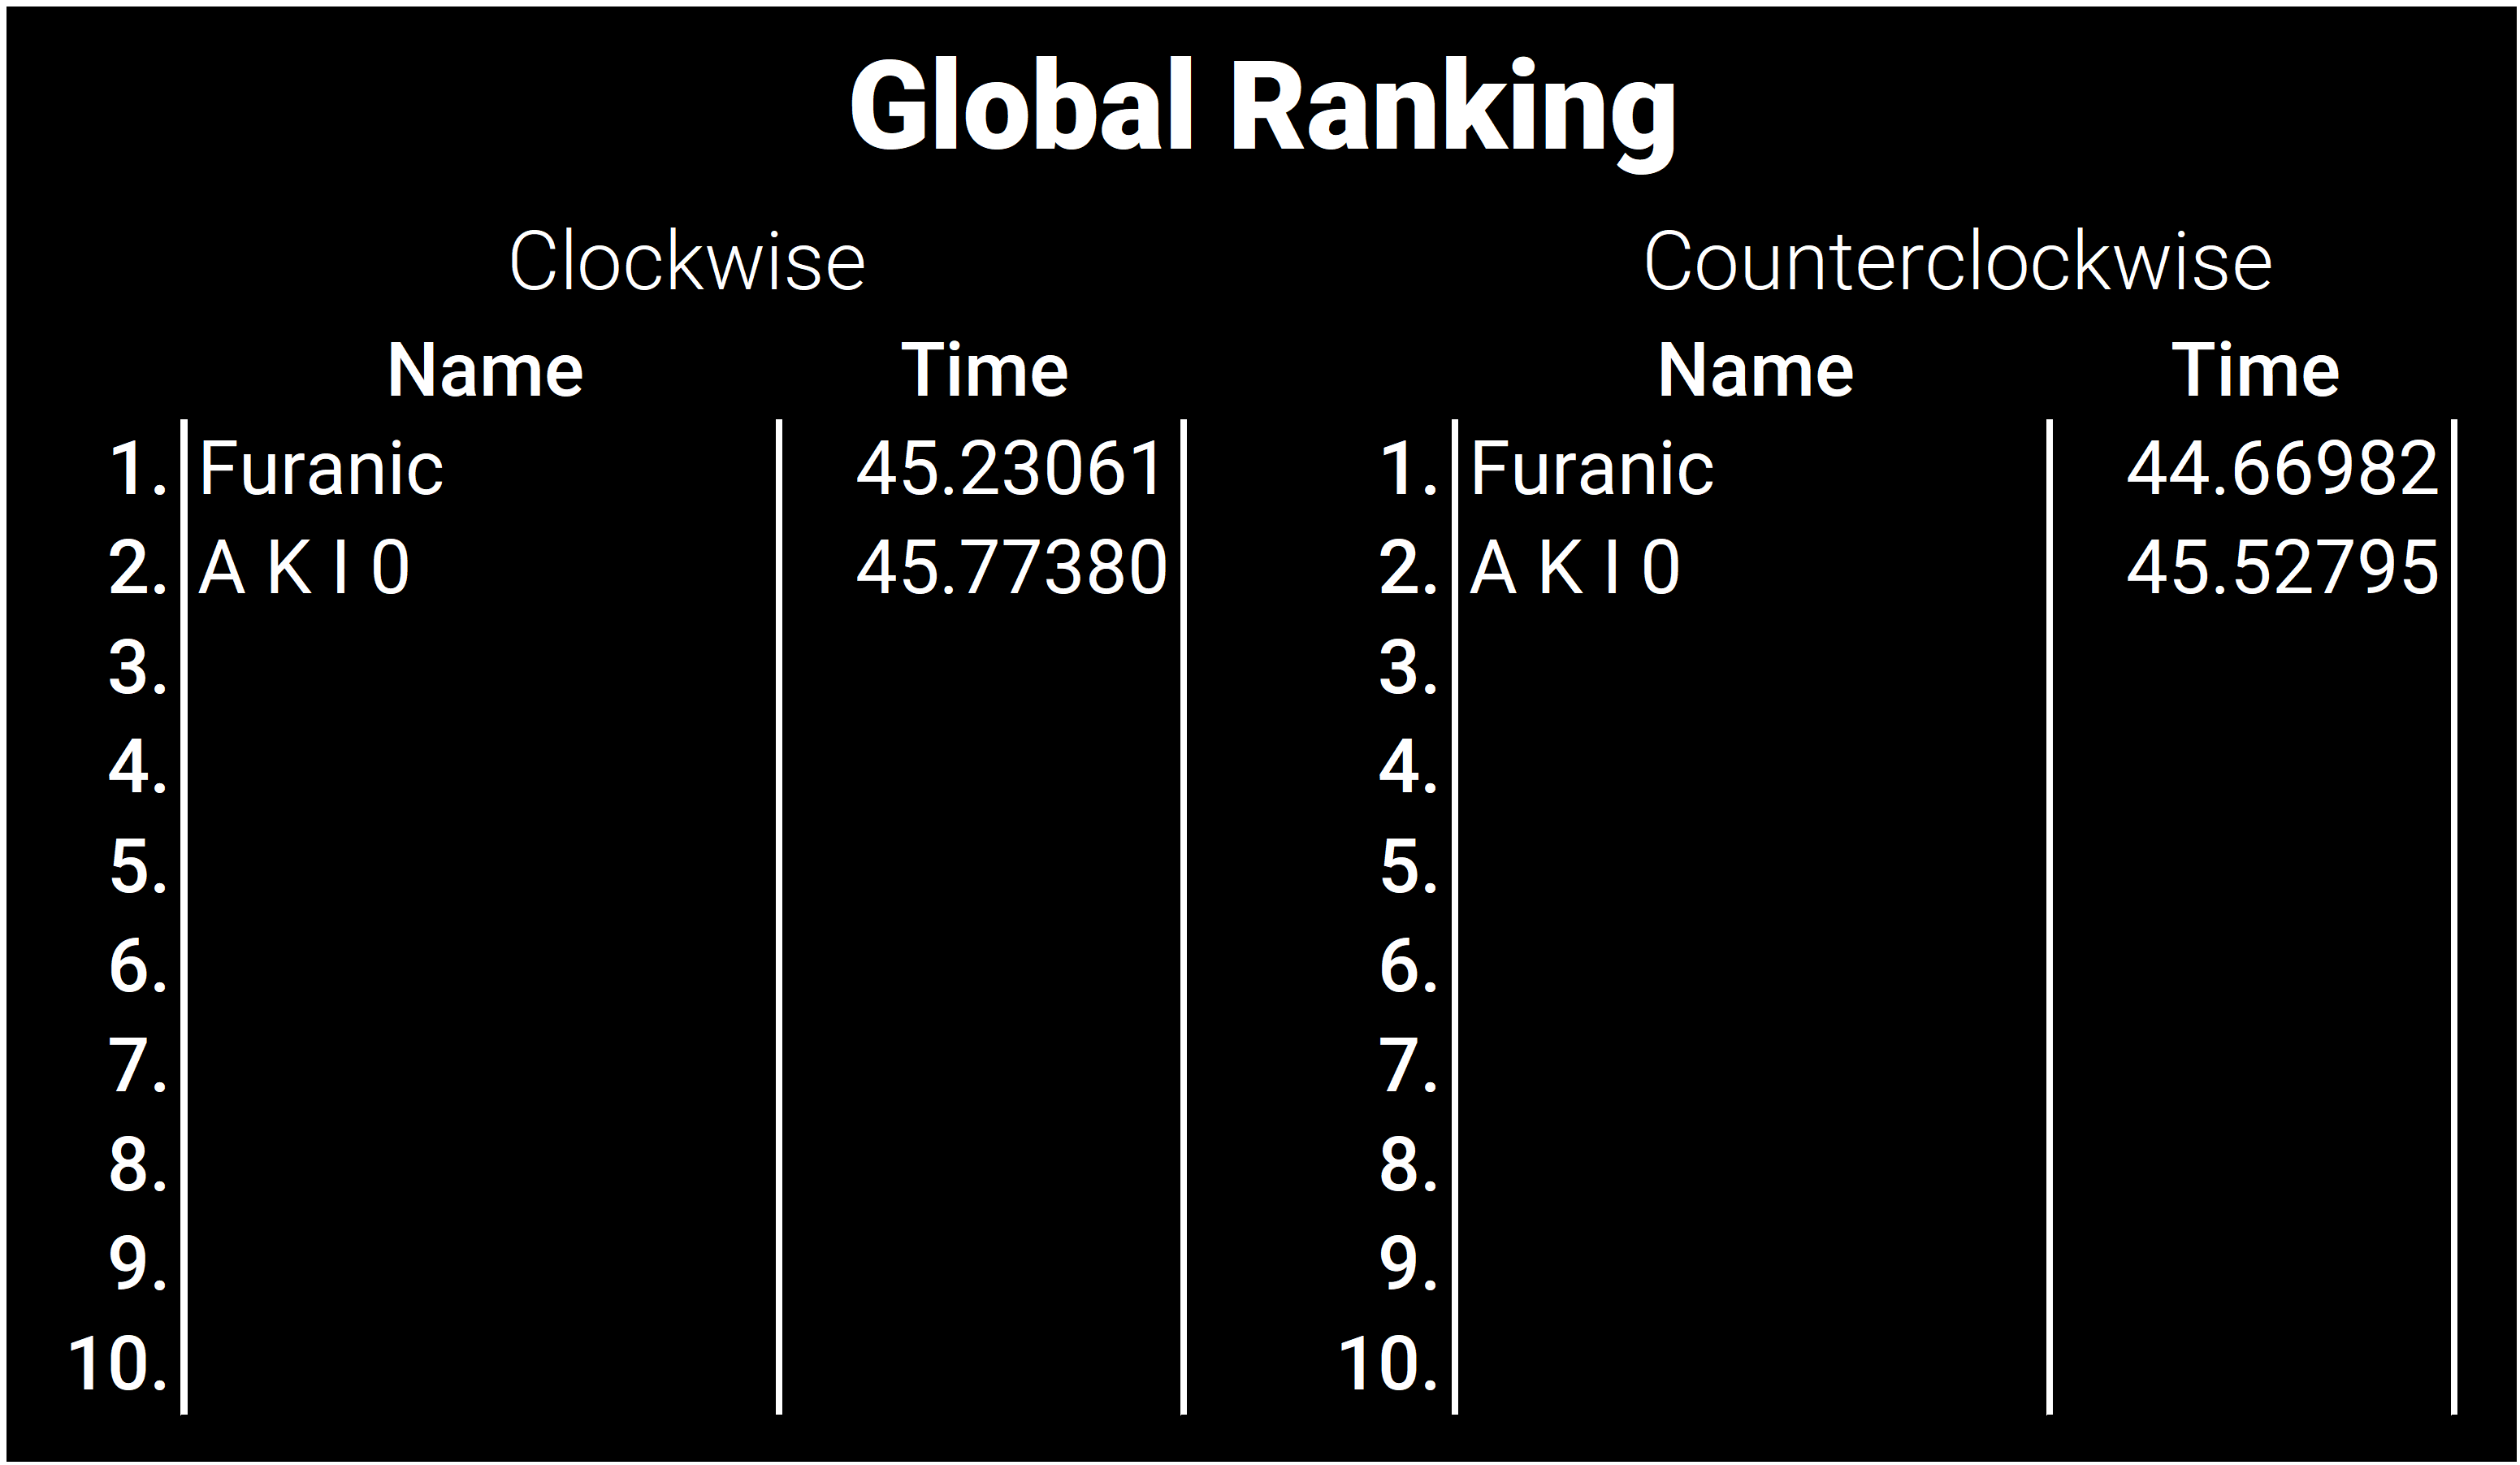 Global Ranking
Clockwise Counterclockwise
Name Time Name Time
1. Furanic 45.23061 1. Furanic 44.66982
2. A K I 0 45.77380 2. A K I 0 45.52795
3. 3.
4. 4.
5. 5.
6. 6.
7. 7.
8. 8.
9. 9.
10. 10.